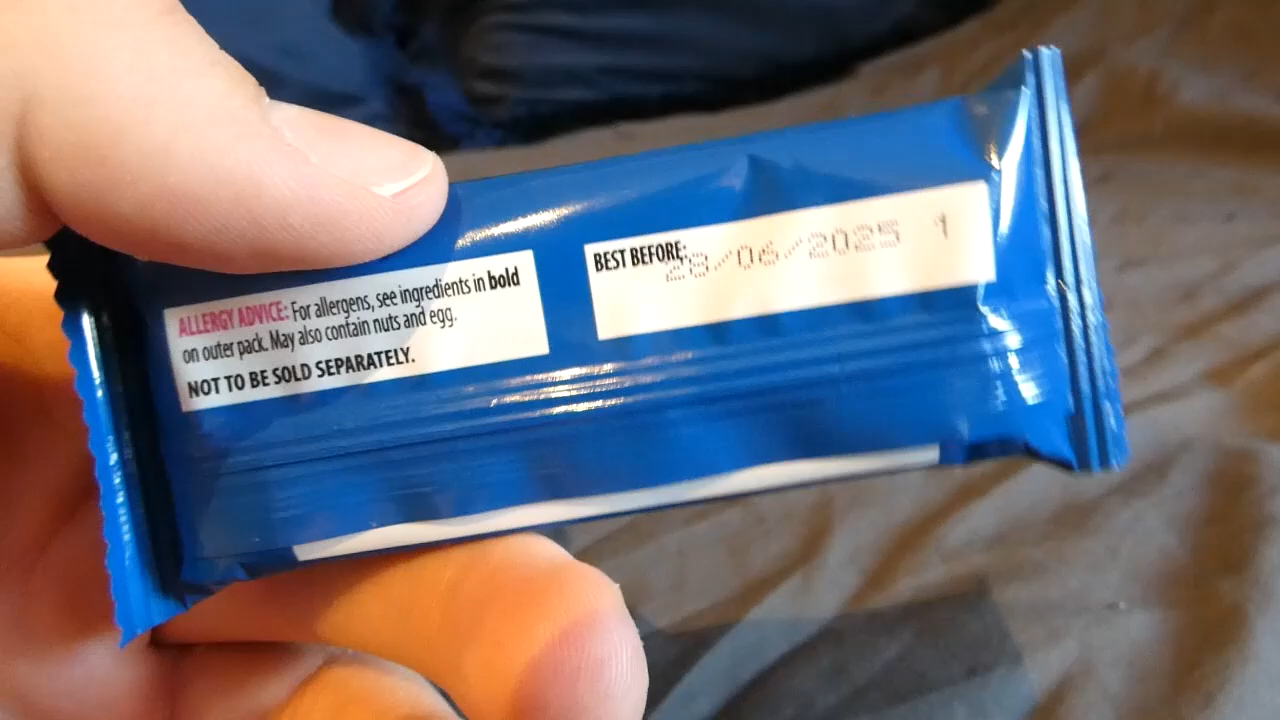 ALLERGY ADVICE: For allergens, see ingredients in bold
on outer pack. May also contain nuts and egg.
NOT TO BE SOLD SEPARATELY.
BEST BEFORE: 28/06/2025 1